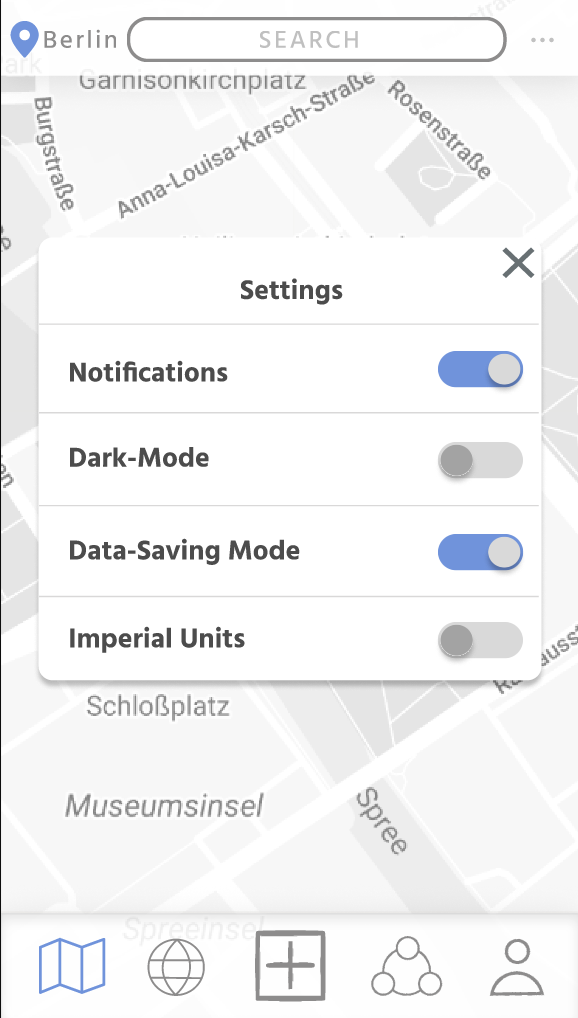 Berlin
SEARCH
...
Garnisonkirchplatz
Burgstraße
Anna-Louisa-Karsch-Straße
Rosenstraße
Settings
Notifications
Dark-Mode
Data-Saving Mode
Imperial Units
Schloßplatz
Museumsinsel
Spree
Spreeinsel